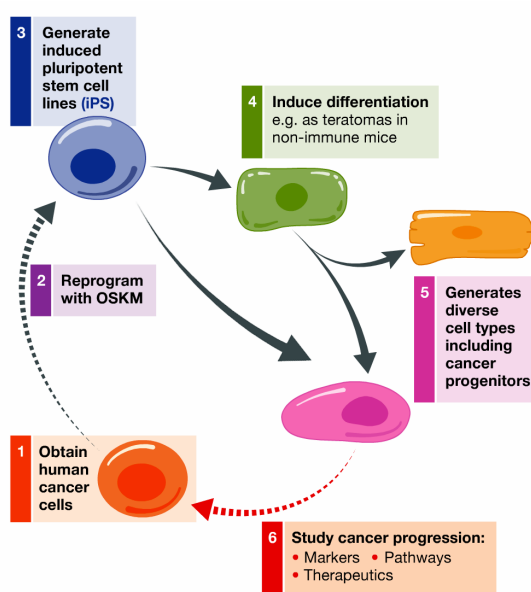 3 Generate
induced
pluripotent
stem cell
lines (iPS)
4 Induce differentiation
e.g. as teratomas in
non-immune mice
2 Reprogram
with OSKM
5 Generates
diverse
cell types
including
cancer
progenitors
1 Obtain
human
cancer
cells
6 Study cancer progression:
• Markers • Pathways
• Therapeutics